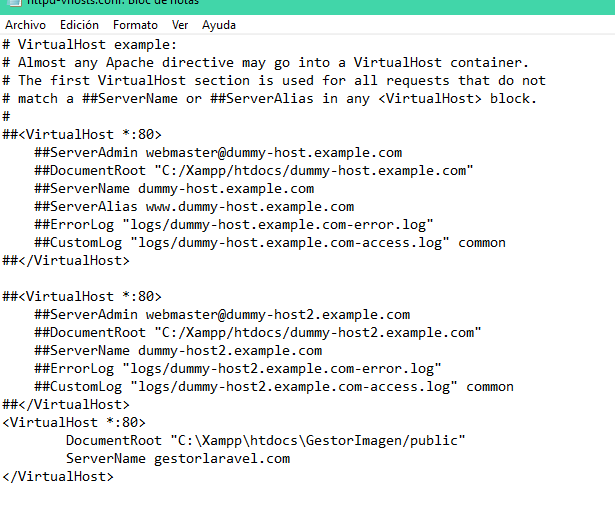 httpd-vhosts.conf: Bloc de notas
Archivo Edición Formato Ver Ayuda
# VirtualHost example:
# Almost any Apache directive may go into a VirtualHost container.
# The first VirtualHost section is used for all requests that do not
# match a ##ServerName or ##ServerAlias in any <VirtualHost> block.
#
##<VirtualHost *:80>
    ##ServerAdmin webmaster@dummy-host.example.com
    ##DocumentRoot "C:/Xampp/htdocs/dummy-host.example.com"
    ##ServerName dummy-host.example.com
    ##ServerAlias www.dummy-host.example.com
    ##ErrorLog "logs/dummy-host.example.com-error.log"
    ##CustomLog "logs/dummy-host.example.com-access.log" common
##</VirtualHost>

##<VirtualHost *:80>
    ##ServerAdmin webmaster@dummy-host2.example.com
    ##DocumentRoot "C:/Xampp/htdocs/dummy-host2.example.com"
    ##ServerName dummy-host2.example.com
    ##ErrorLog "logs/dummy-host2.example.com-error.log"
    ##CustomLog "logs/dummy-host2.example.com-access.log" common
##</VirtualHost>
<VirtualHost *:80>
        DocumentRoot "C:\Xampp\htdocs\GestorImagen/public"
        ServerName gestorlaravel.com
</VirtualHost>